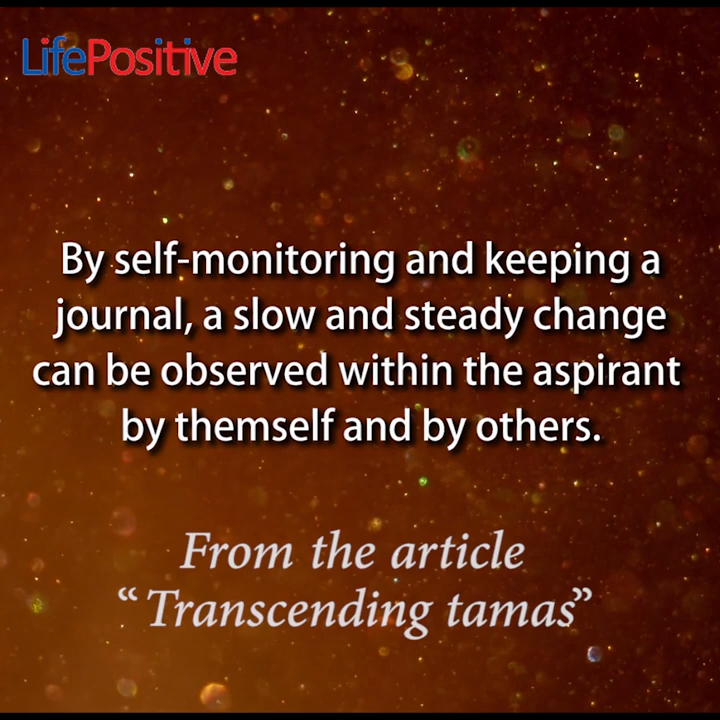 LifePositive
By self-monitoring and keeping a
journal, a slow and steady change
can be observed within the aspirant
by themself and by others.
From the article
“Transcending tamas”